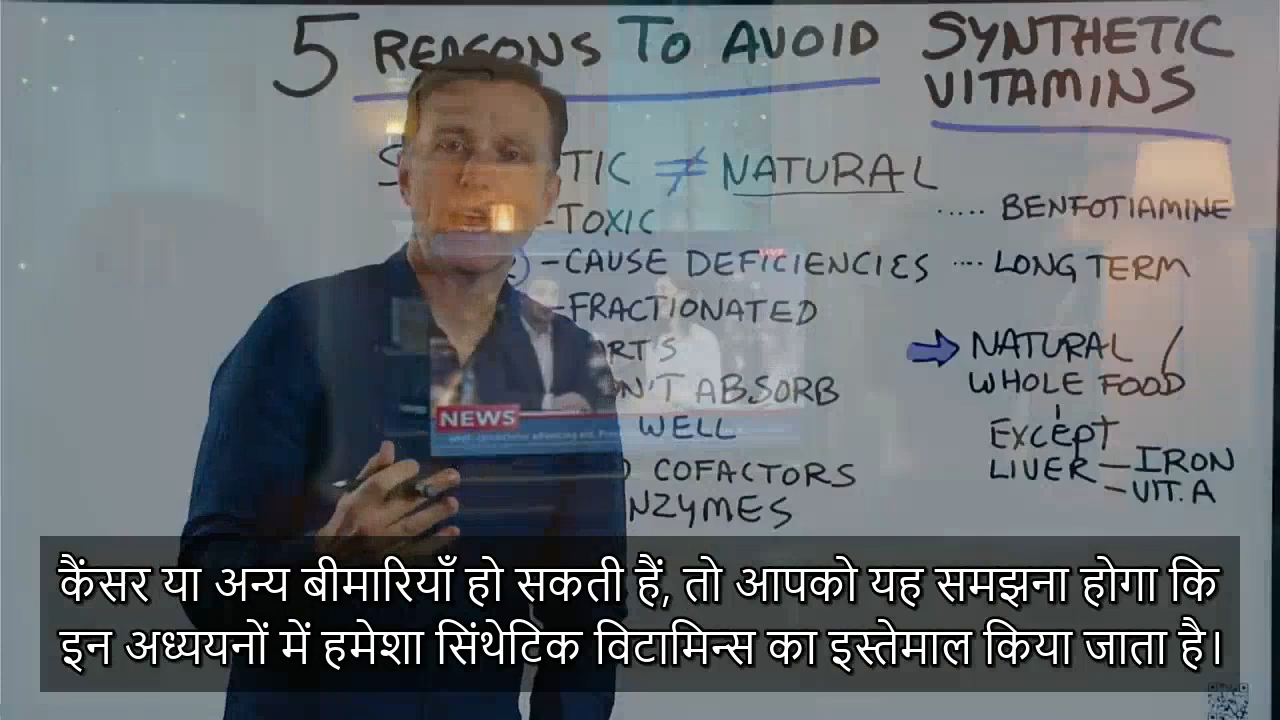 5 REASONS TO AVOID SYNTHETIC
VITAMINS
TIC ≠ NATURAL
-TOXIC ..... BENFOTIAMINE
-CAUSE DEFICIENCIES .... LONG TERM
-FRACTIONATED
NATURAL
WHOLE FOOD
ABSORB
WELL
EXCEPT
LIVER —IRON
—VIT. A
COFACTORS
NEWS
LIVE
कैंसर या अन्य बीमारियाँ हो सकती हैं, तो आपको यह समझना होगा कि
इन अध्ययनों में हमेशा सिंथेटिक विटामिन्स का इस्तेमाल किया जाता है।